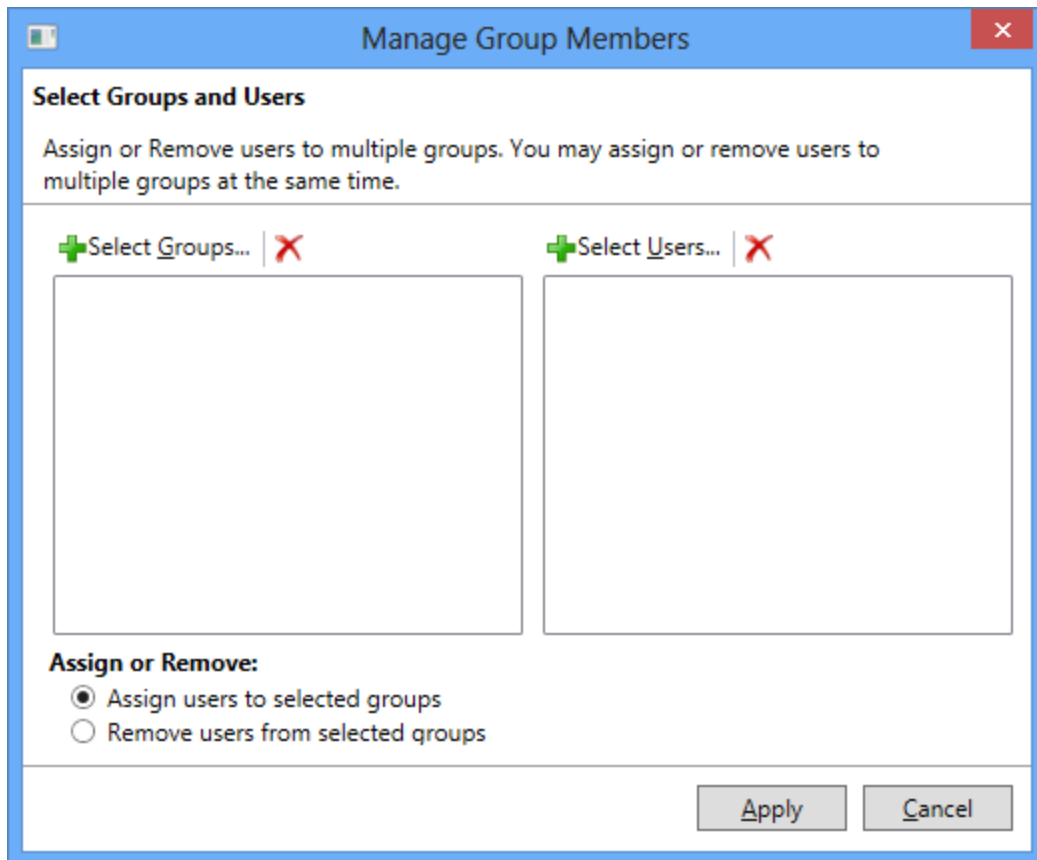 Manage Group Members
Select Groups and Users
Assign or Remove users to multiple groups. You may assign or remove users to
multiple groups at the same time.
Select Groups...
Select Users...
Assign or Remove:
Assign users to selected groups
Remove users from selected groups
Apply
Cancel